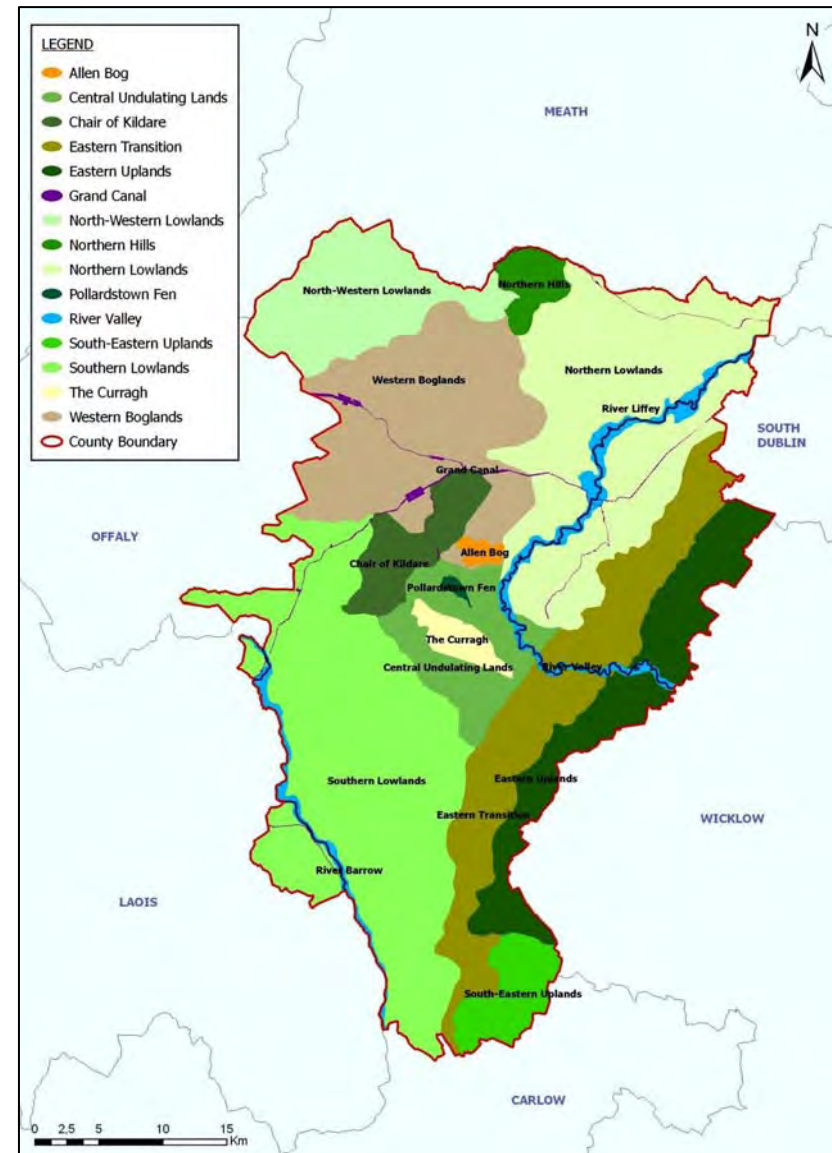 LEGEND
Allen Bog
Central Undulating Lands
Chair of Kildare
Eastern Transition
Eastern Uplands
Grand Canal
North-Western Lowlands
Northern Hills
Northern Lowlands
Pollardstown Fen
River Valley
South-Eastern Uplands
Southern Lowlands
The Curragh
Western Boglands
County Boundary
N
MEATH
North-Western Lowlands
Northern Hills
Western Boglands
Northern Lowlands
River Liffey
SOUTH
DUBLIN
Grand Canal
OFFALY
Allen Bog
Chair of Kildare
Pollardstown Fen
The Curragh
Central Undulating Lands
River Valley
Southern Lowlands
Eastern Uplands
Eastern Transition
WICKLOW
River Barrow
LAOIS
South-Eastern Uplands
CARLOW
0 2,5 5 10 15
Km